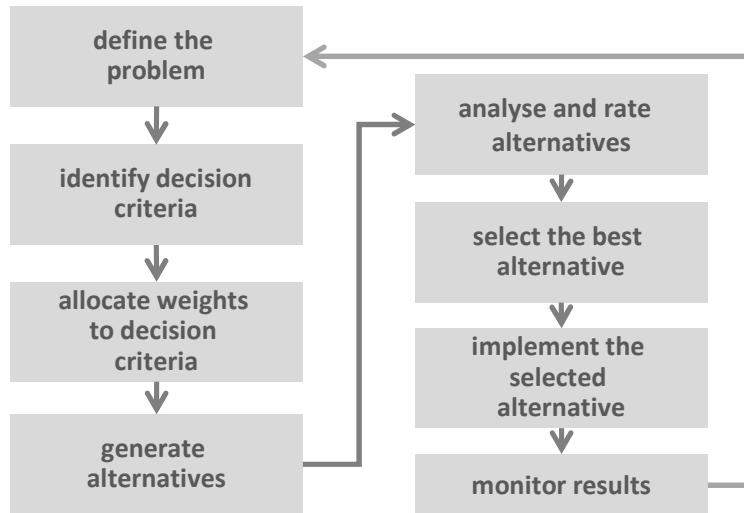 define the
problem
identify decision
criteria
allocate weights
to decision
criteria
generate
alternatives
analyse and rate
alternatives
select the best
alternative
implement the
selected
alternative
monitor results